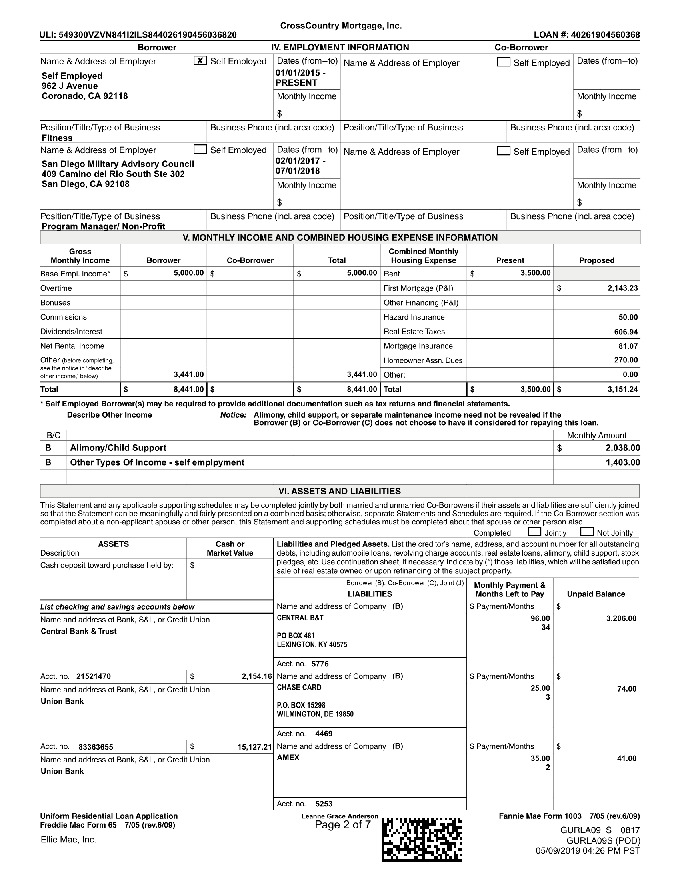 CrossCountry Mortgage, Inc.
ULI: 549300VZVN841I2ILS844026190456036820 LOAN #: 40261904560368
Borrower IV. EMPLOYMENT INFORMATION Co-Borrower
Name & Address of Employer X Self Employed Dates (from–to) Name & Address of Employer Self Employed Dates (from–to)
Self Employed 01/01/2015 -
962 J Avenue PRESENT
Coronado, CA 92118 Monthly Income Monthly Income
$ $
Position/Title/Type of Business Business Phone (incl. area code) Position/Title/Type of Business Business Phone (incl. area code)
Fitness
Name & Address of Employer Self Employed Dates (from–to) Name & Address of Employer Self Employed Dates (from–to)
San Diego Military Advisory Council 02/01/2017 -
409 Camino del Rio South Ste 302 07/01/2018
San Diego, CA 92108 Monthly Income Monthly Income
$ $
Position/Title/Type of Business Business Phone (incl. area code) Position/Title/Type of Business Business Phone (incl. area code)
Program Manager/ Non-Profit
V. MONTHLY INCOME AND COMBINED HOUSING EXPENSE INFORMATION
Gross Monthly Income Borrower Co-Borrower Total Combined Monthly Housing Expense Present Proposed
Base Empl. Income* $ 5,000.00 $ $ 5,000.00 Rent $ 3,500.00
Overtime First Mortgage (P&I) $ 2,143.23
Bonuses Other Financing (P&I)
Commissions Hazard Insurance 50.00
Dividends/Interest Real Estate Taxes 606.94
Net Rental Income Mortgage Insurance 81.07
Other (before completing, see the notice in "describe other income," below) 3,441.00 3,441.00 Homeowner Assn. Dues 270.00
Other: 0.00
Total $ 8,441.00 $ $ 8,441.00 Total $ 3,500.00 $ 3,151.24
* Self Employed Borrower(s) may be required to provide additional documentation such as tax returns and financial statements.
Describe Other Income Notice: Alimony, child support, or separate maintenance income need not be revealed if the
Borrower (B) or Co-Borrower (C) does not choose to have it considered for repaying this loan.
B/C Monthly Amount
B Alimony/Child Support $ 2,038.00
B Other Types Of Income - self emplpyment 1,403.00
VI. ASSETS AND LIABILITIES
This Statement and any applicable supporting schedules may be completed jointly by both married and unmarried Co-Borrowers if their assets and liabilities are sufficiently joined
so that the Statement can be meaningfully and fairly presented on a combined basis; otherwise, separate Statements and Schedules are required. If the Co-Borrower section was
completed about a non-applicant spouse or other person, this Statement and supporting schedules must be completed about that spouse or other person also.
Completed Jointly Not Jointly
ASSETS Cash or Market Value
Description
Liabilities and Pledged Assets. List the creditor's name, address, and account number for all outstanding
debts, including automobile loans, revolving charge accounts, real estate loans, alimony, child support, stock
pledges, etc. Use continuation sheet, if necessary. Indicate by (*) those liabilities, which will be satisfied upon
sale of real estate owned or upon refinancing of the subject property.
Cash deposit toward purchase held by: $
Borrower (B), Co-Borrower (C), Joint (J)
LIABILITIES Monthly Payment & Months Left to Pay Unpaid Balance
List checking and savings accounts below Name and address of Company (B) $ Payment/Months $
Name and address of Bank, S&L, or Credit Union CENTRAL B&T 96.00 3,206.00
Central Bank & Trust 34
PO BOX 461
LEXINGTON, KY 40575
Acct. no. 5776
Acct. no. 21521470 $ 2,154.16 Name and address of Company (B) $ Payment/Months $
Name and address of Bank, S&L, or Credit Union CHASE CARD 25.00 74.00
Union Bank 3
P.O. BOX 15298
WILMINGTON, DE 19850
Acct. no. 4469
Acct. no. 83363655 $ 15,127.21 Name and address of Company (B) $ Payment/Months $
Name and address of Bank, S&L, or Credit Union AMEX 35.00 41.00
Union Bank 2
Acct. no. 5253
Uniform Residential Loan Application Leanne Grace Anderson Fannie Mae Form 1003 7/05 (rev.6/09)
Freddie Mac Form 65 7/05 (rev.6/09) Page 2 of 7
Ellie Mae, Inc. GURLA09_S 0817
GURLA09S (POD)
05/09/2019 04:26 PM PST